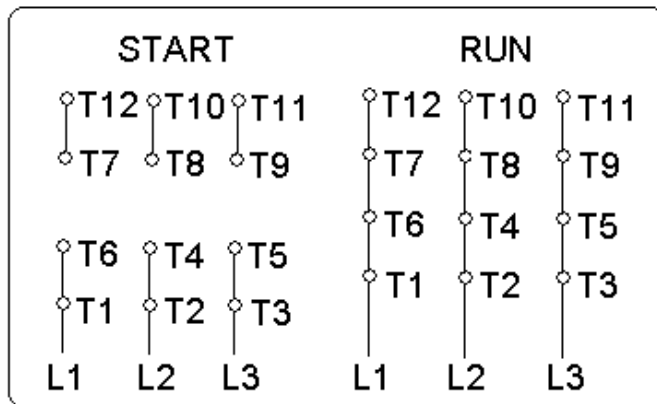 START RUN
T12 T10 T11 T12 T10 T11
T7 T8 T9 T7 T8 T9
T6 T4 T5
T6 T4 T5
T1 T2 T3
T1 T2 T3
L1 L2 L3 L1 L2 L3